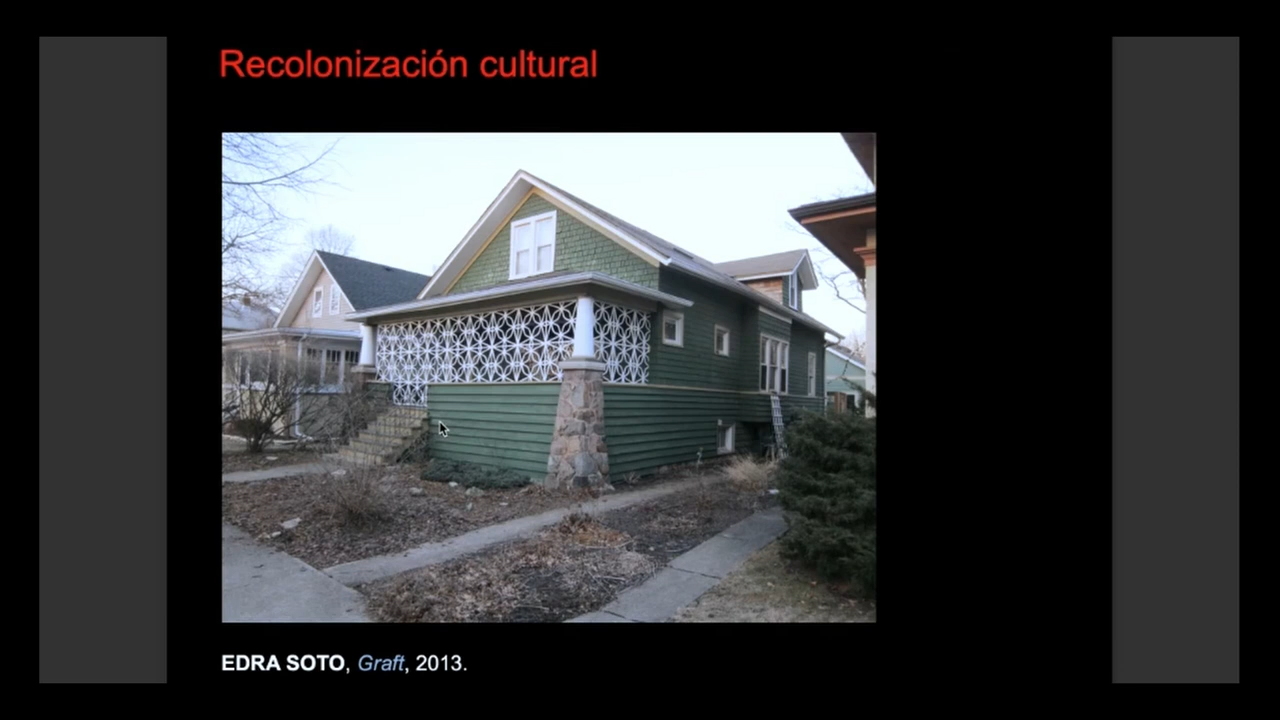 Recolonización cultural
EDRA SOTO, Graft, 2013.